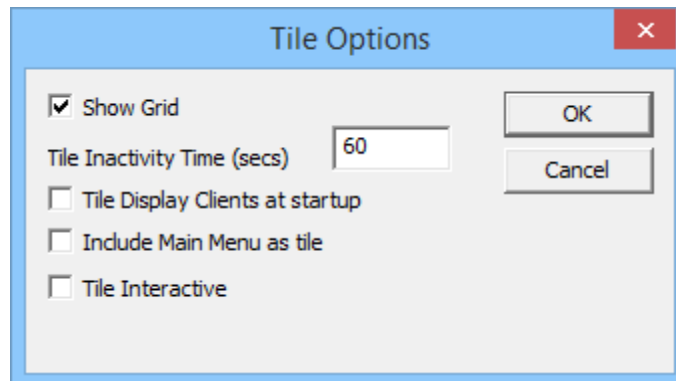 Tile Options
Show Grid
OK
Tile Inactivity Time (secs) 60
Cancel
Tile Display Clients at startup
Include Main Menu as tile
Tile Interactive